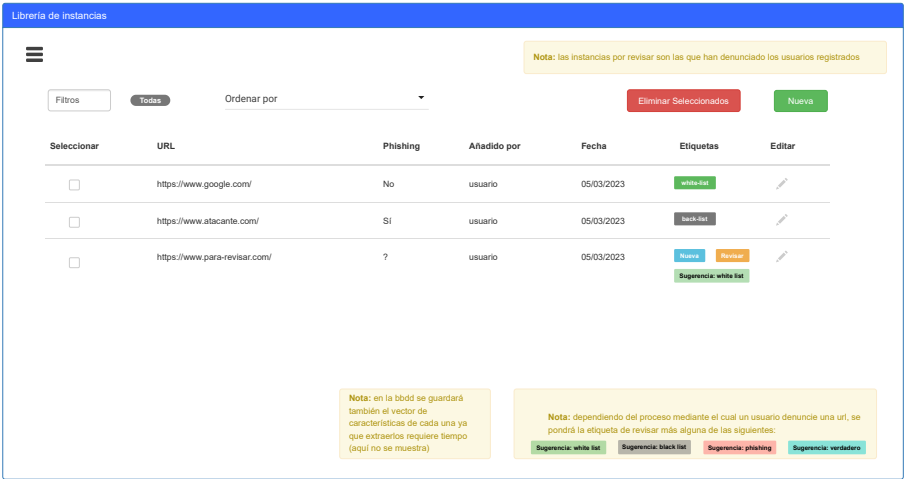 Librería de instancias
Nota: las instancias por revisar son las que han denunciado los usuarios registrados
Filtros
Todas
Ordenar por
Eliminar Seleccionados
Nueva
Seleccionar URL Phishing Añadido por Fecha Etiquetas Editar
https://www.google.com/ No usuario 05/03/2023 white-list
https://www.atacante.com/ Sí usuario 05/03/2023 back-list
https://www.para-revisar.com/ ? usuario 05/03/2023 Nueva Revisar
Sugerencia: white list
Nota: en la bbdd se guardará
también el vector de
características de cada una ya
que extraerlos requiere tiempo
(aquí no se muestra)
Nota: dependiendo del proceso mediante el cual un usuario denuncie una url, se
pondrá la etiqueta de revisar más alguna de las siguientes:
Sugerencia: white list Sugerencia: black list Sugerencia: phishing Sugerencia: verdadero